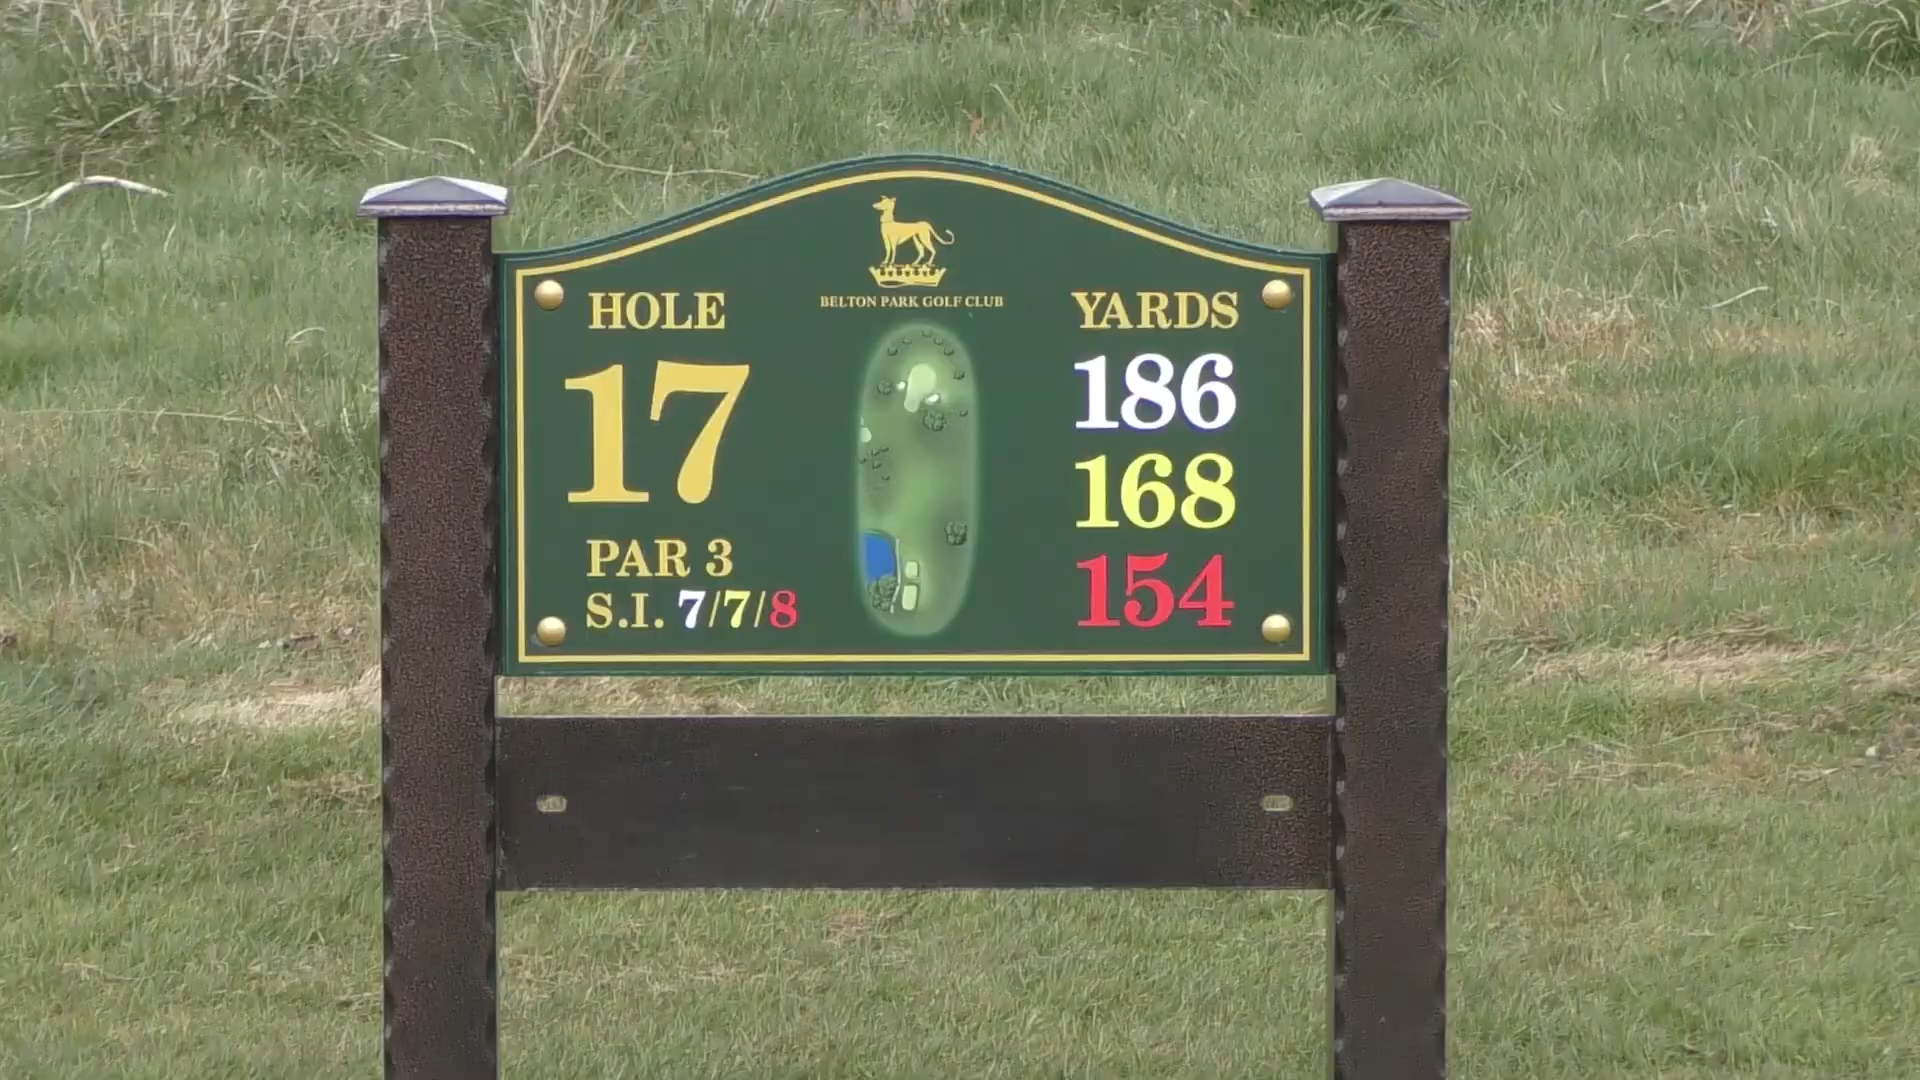 BELTON PARK GOLF CLUB
HOLE
17
PAR 3
S.I. 7/7/8
YARDS
186
168
154